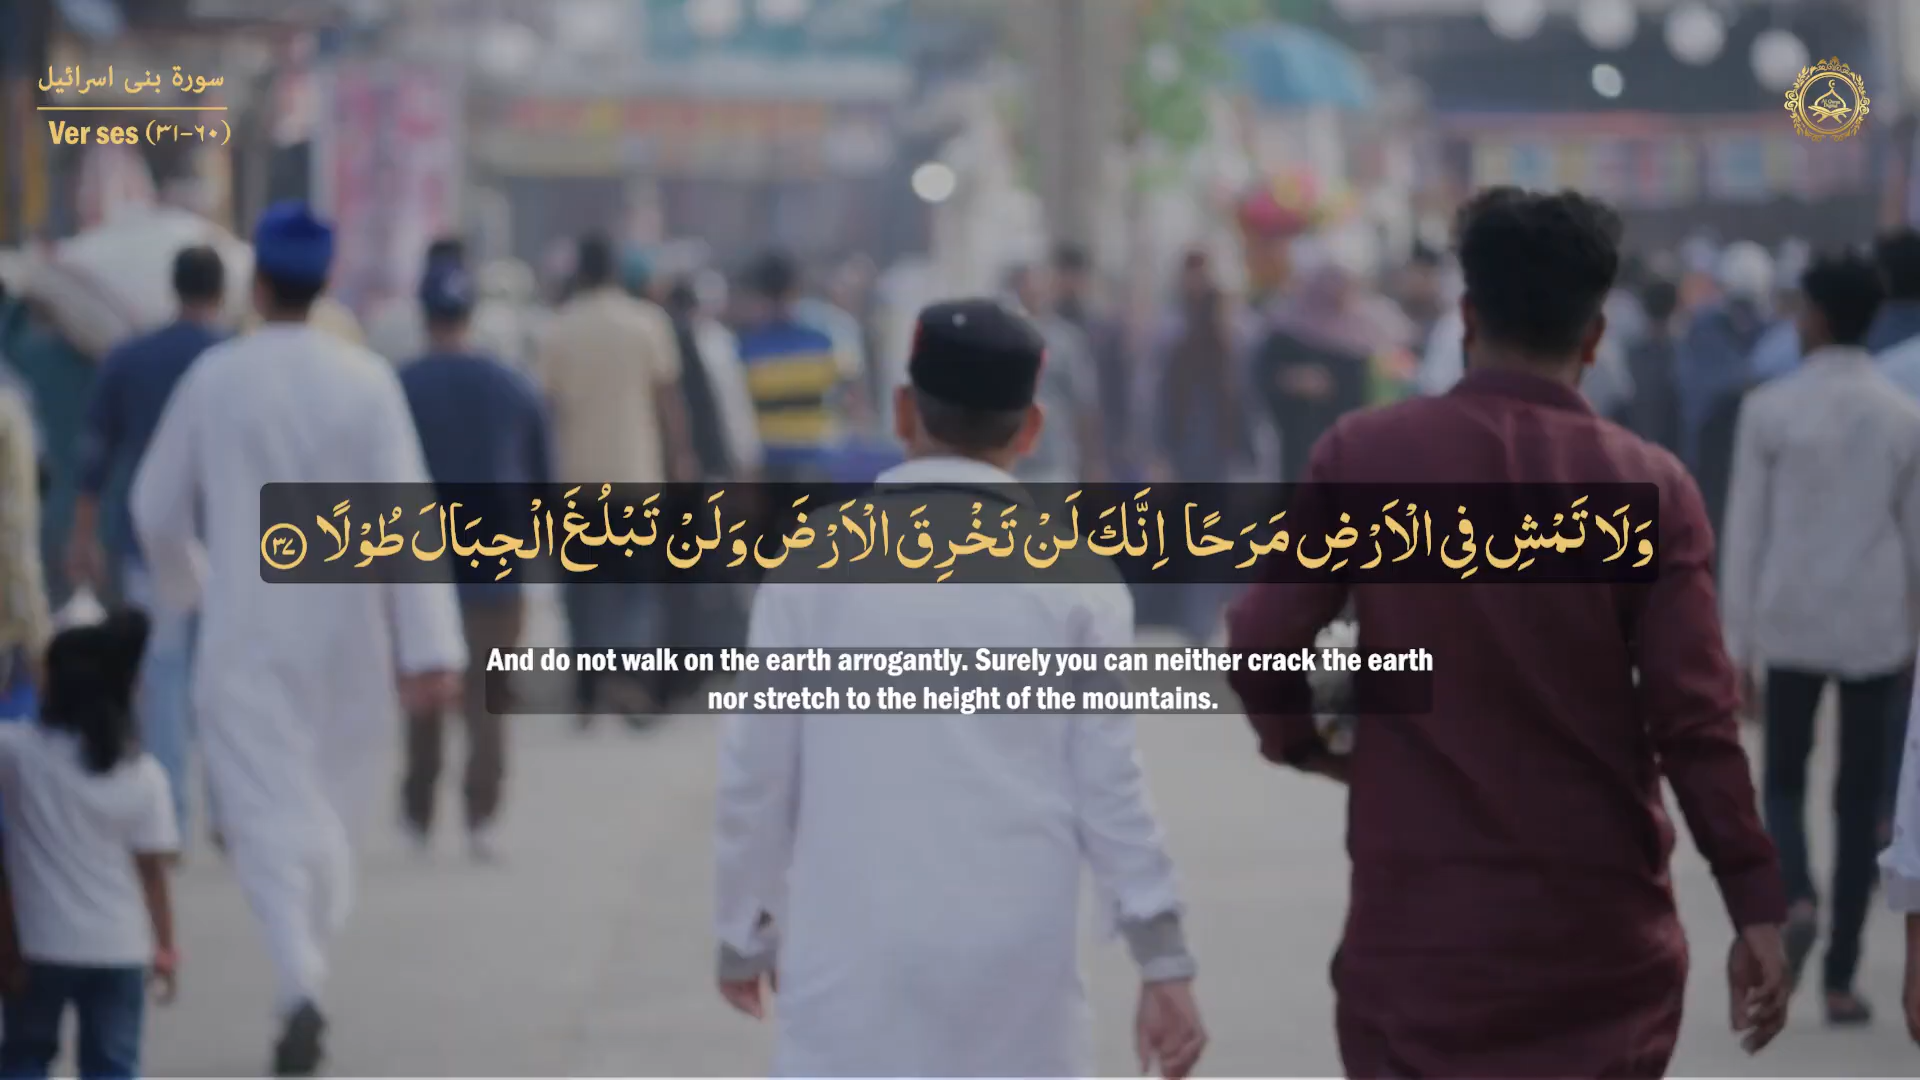 سورة بنی اسرائیل
Ver ses (٣١-٦٠)
وَلَا تَمْشِ فِی الْاَرْضِ مَرَحًا اِنَّكَ لَنْ تَخْرِقَ الْاَرْضَ وَلَنْ تَبْلُغَ الْجِبَالَ طُوْلًا ٣٧
And do not walk on the earth arrogantly. Surely you can neither crack the earth
nor stretch to the height of the mountains.